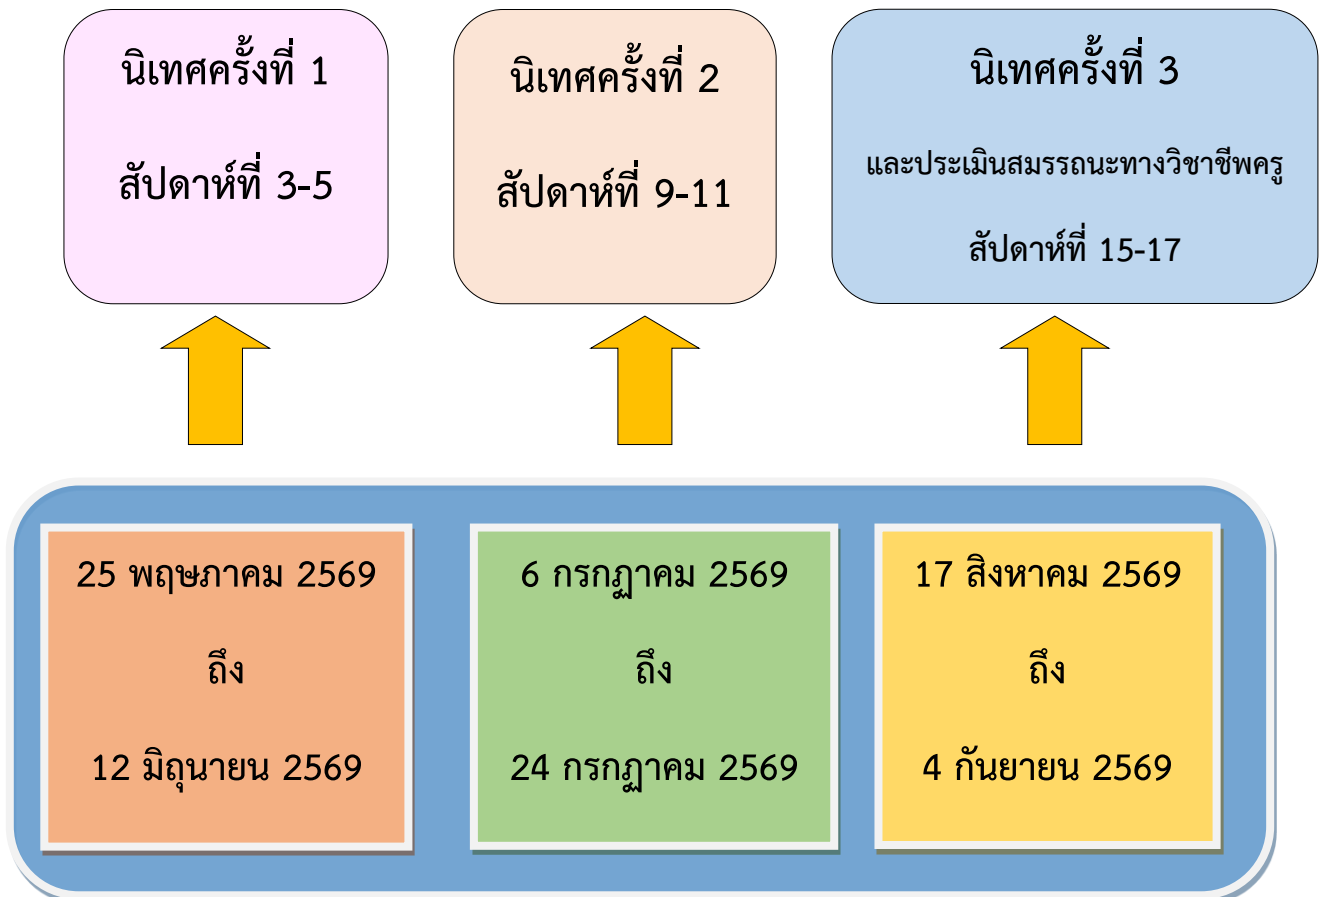 นิเทศครั้งที่ 1
สัปดาห์ที่ 3-5
นิเทศครั้งที่ 2
สัปดาห์ที่ 9-11
นิเทศครั้งที่ 3
และประเมินสมรรถนะทางวิชาชีพครู
สัปดาห์ที่ 15-17
25 พฤษภาคม 2569
ถึง
12 มิถุนายน 2569
6 กรกฏาคม 2569
ถึง
24 กรกฏาคม 2569
17 สิงหาคม 2569
ถึง
4 กันยายน 2569